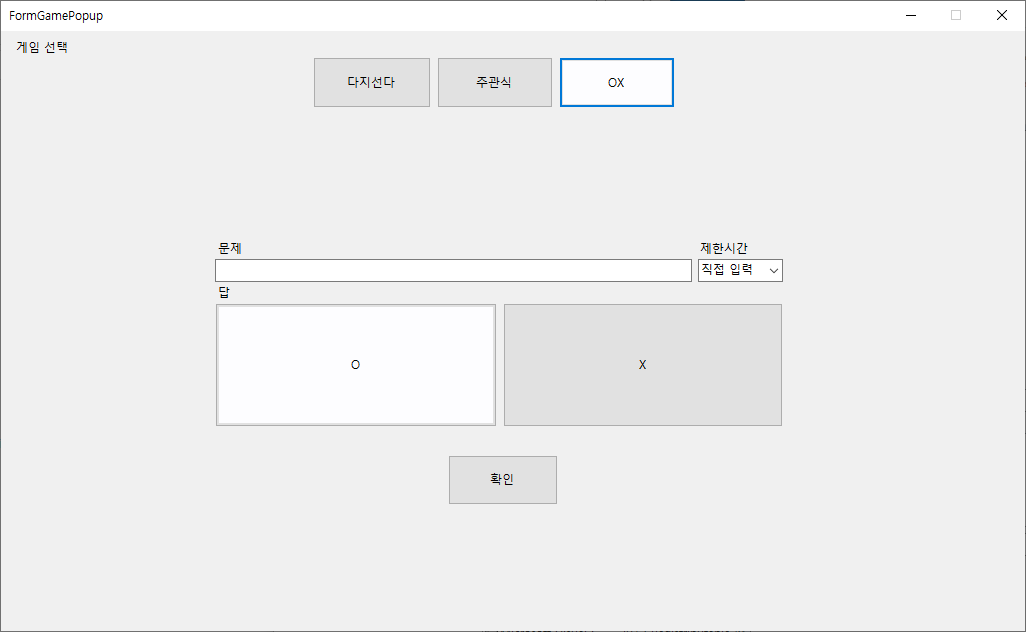 FormGamePopup
게임 선택
다지선다 주관식 OX
문제 제한시간
직접 입력
답
O X
확인